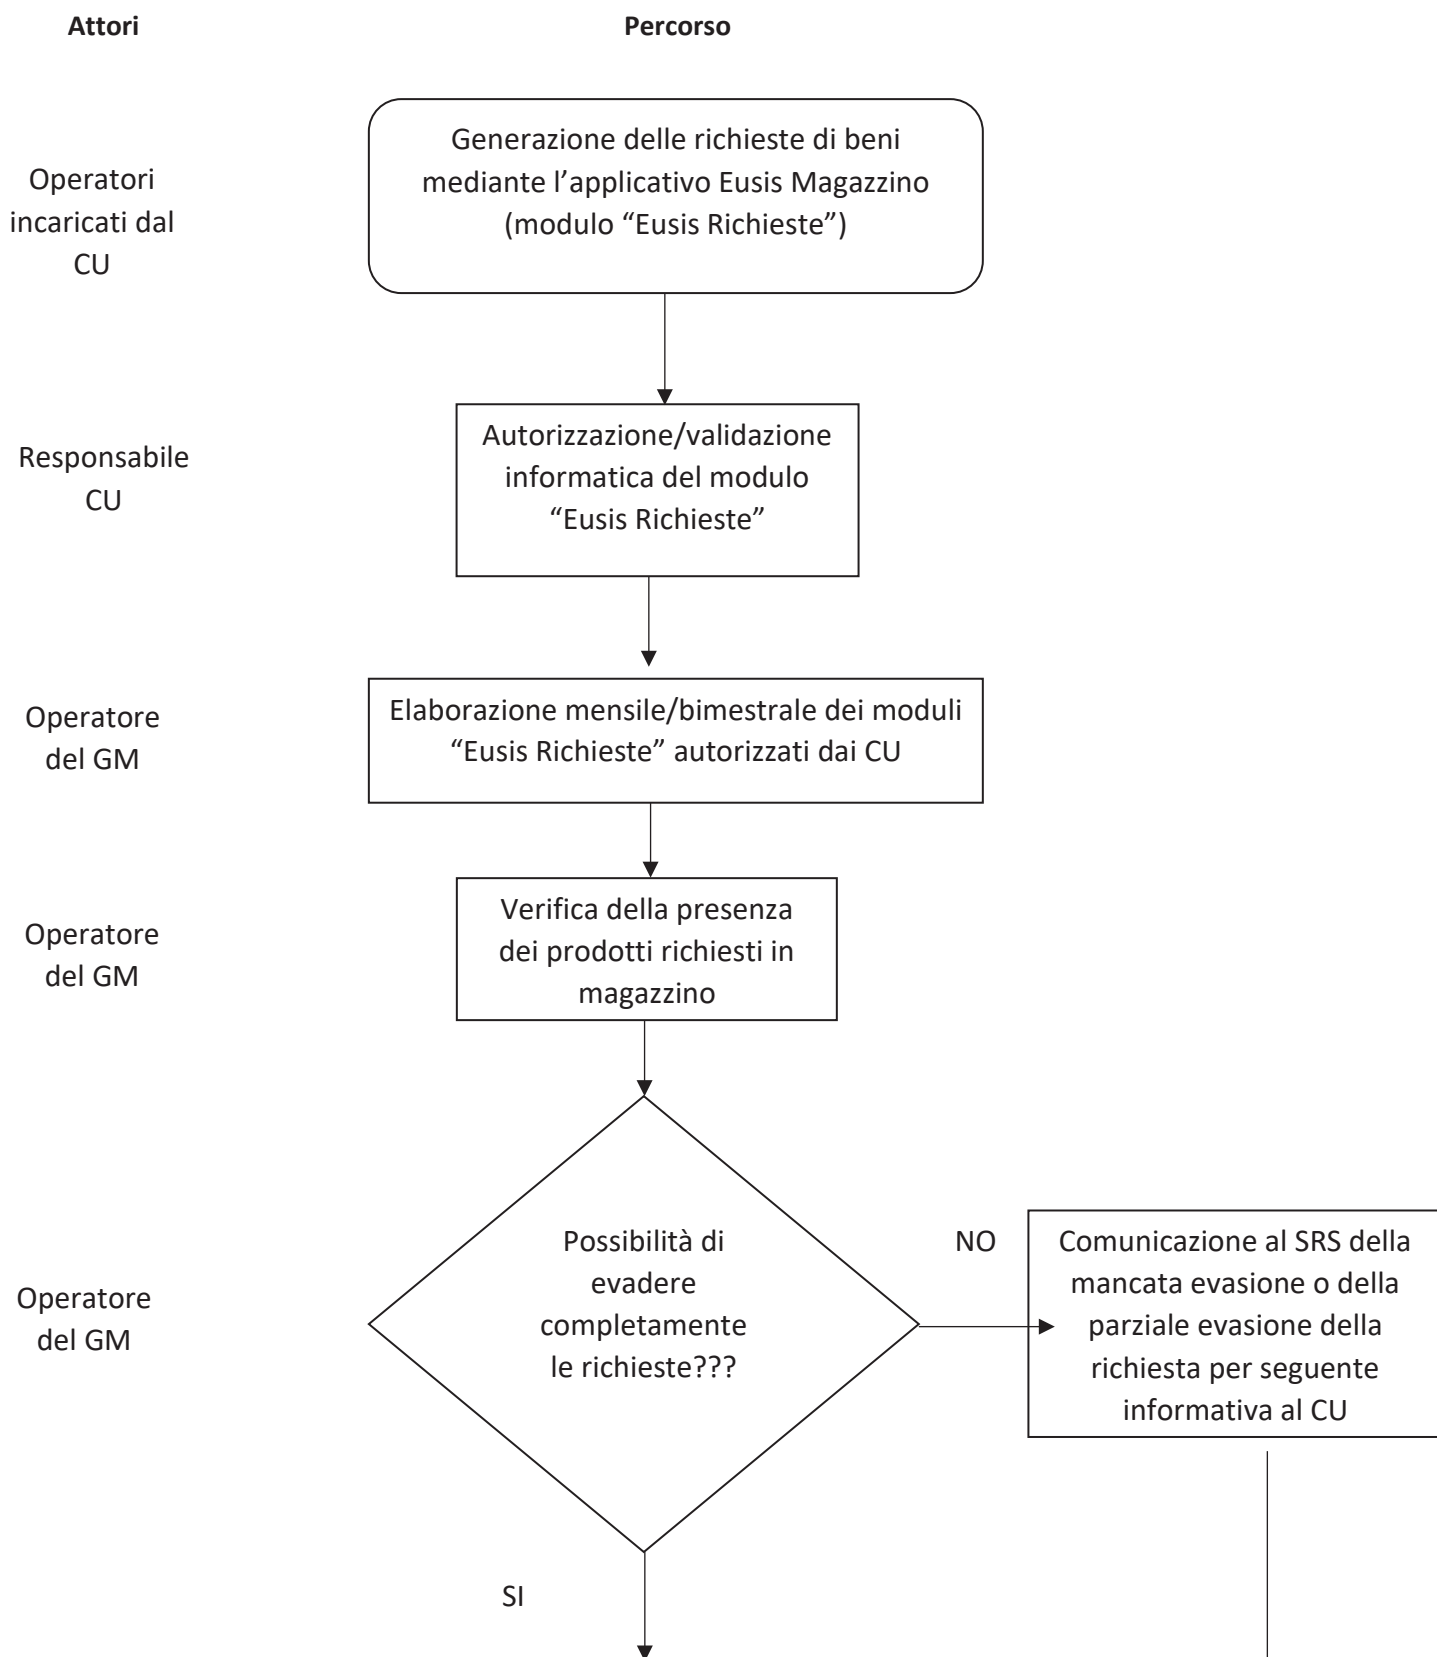 Attori
Percorso
Operatori
incaricati dal
CU
Generazione delle richieste di beni
mediante l’applicativo Eusis Magazzino
(modulo “Eusis Richieste”)
Responsabile
CU
Autorizzazione/validazione
informatica del modulo
“Eusis Richieste”
Operatore
del GM
Elaborazione mensile/bimestrale dei moduli
“Eusis Richieste” autorizzati dai CU
Operatore
del GM
Verifica della presenza
dei prodotti richiesti in
magazzino
Operatore
del GM
Possibilità di
evadere
completamente
le richieste???
NO
Comunicazione al SRS della
mancata evasione o della
parziale evasione della
richiesta per seguente
informativa al CU
SI